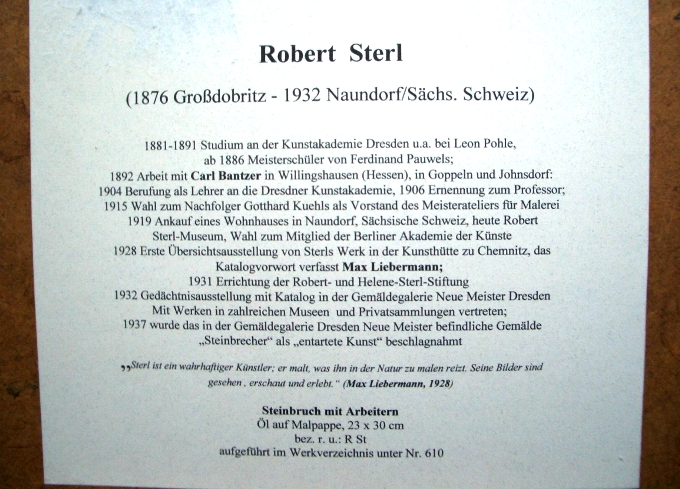 Robert Sterl
(1876 Großdobritz - 1932 Naundorf/Sächs. Schweiz)
1881-1891 Studium an der Kunstakademie Dresden u.a. bei Leon Pohle,
ab 1886 Meisterschüler von Ferdinand Pauwels;
1892 Arbeit mit Carl Bantzer in Willingshausen (Hessen), in Goppeln und Johnsdorf:
1904 Berufung als Lehrer an die Dresdner Kunstakademie, 1906 Ernennung zum Professor;
1915 Wahl zum Nachfolger Gotthard Kuehls als Vorstand des Meisterateliers für Malerei
1919 Ankauf eines Wohnhauses in Naundorf, Sächsische Schweiz, heute Robert
Sterl-Museum, Wahl zum Mitglied der Berliner Akademie der Künste
1928 Erste Übersichtsausstellung von Sterls Werk in der Kunsthütte zu Chemnitz, das
Katalogvorwort verfasst Max Liebermann;
1931 Errichtung der Robert- und Helene-Sterl-Stiftung
1932 Gedächtnisausstellung mit Katalog in der Gemäldegalerie Neue Meister Dresden
Mit Werken in zahlreichen Museen und Privatsammlungen vertreten;
1937 wurde das in der Gemäldegalerie Dresden Neue Meister befindliche Gemälde
„Steinbrecher“ als „entartete Kunst“ beschlagnahmt
„Sterl ist ein wahrhaftiger Künstler; er malt, was ihn in der Natur zu malen reizt. Seine Bilder sind
gesehen , erschaut und erlebt.“ (Max Liebermann, 1928)
Steinbruch mit Arbeitern
Öl auf Malpappe, 23 x 30 cm
bez. r. u.: R St
aufgeführt im Werkverzeichnis unter Nr. 610